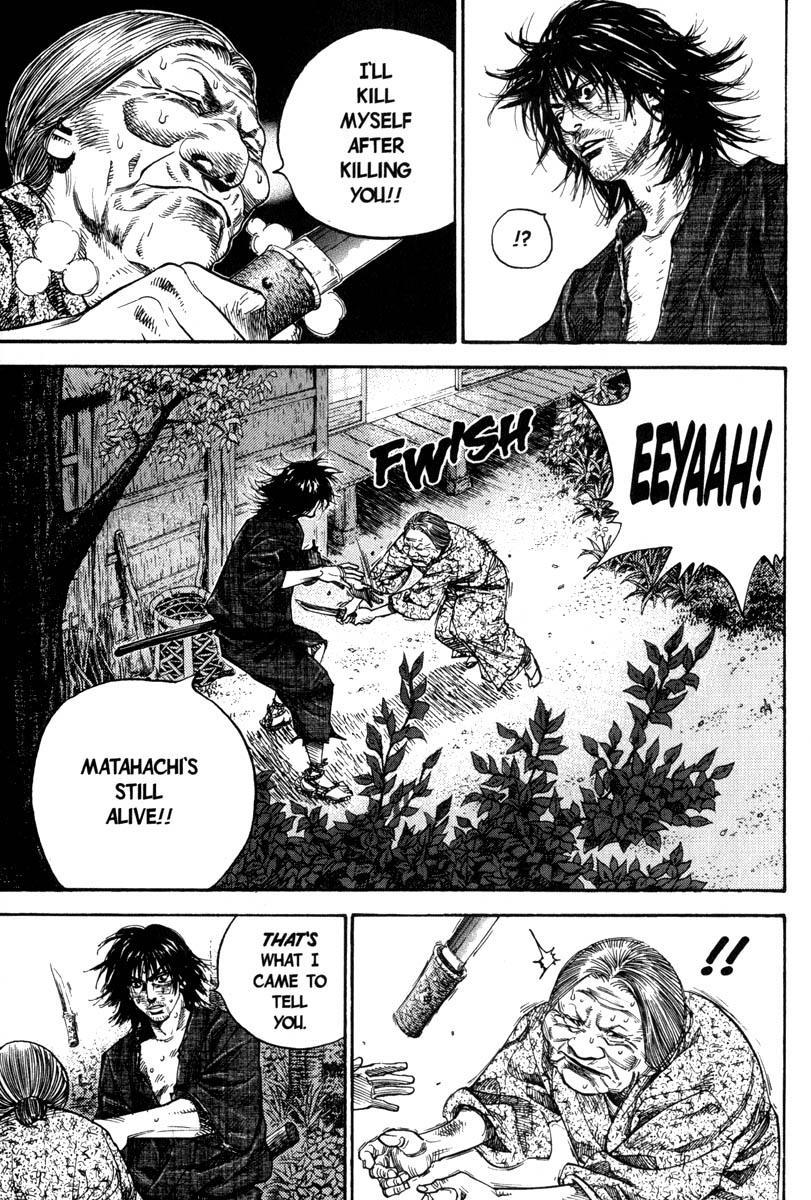 !?
I'LL
KILL
MYSELF
AFTER
KILLING
YOU!!
EEYAAH!
FWISH
MATAHACHI'S
STILL
ALIVE!!
!!
THAT'S
WHAT I
CAME TO
TELL
YOU.